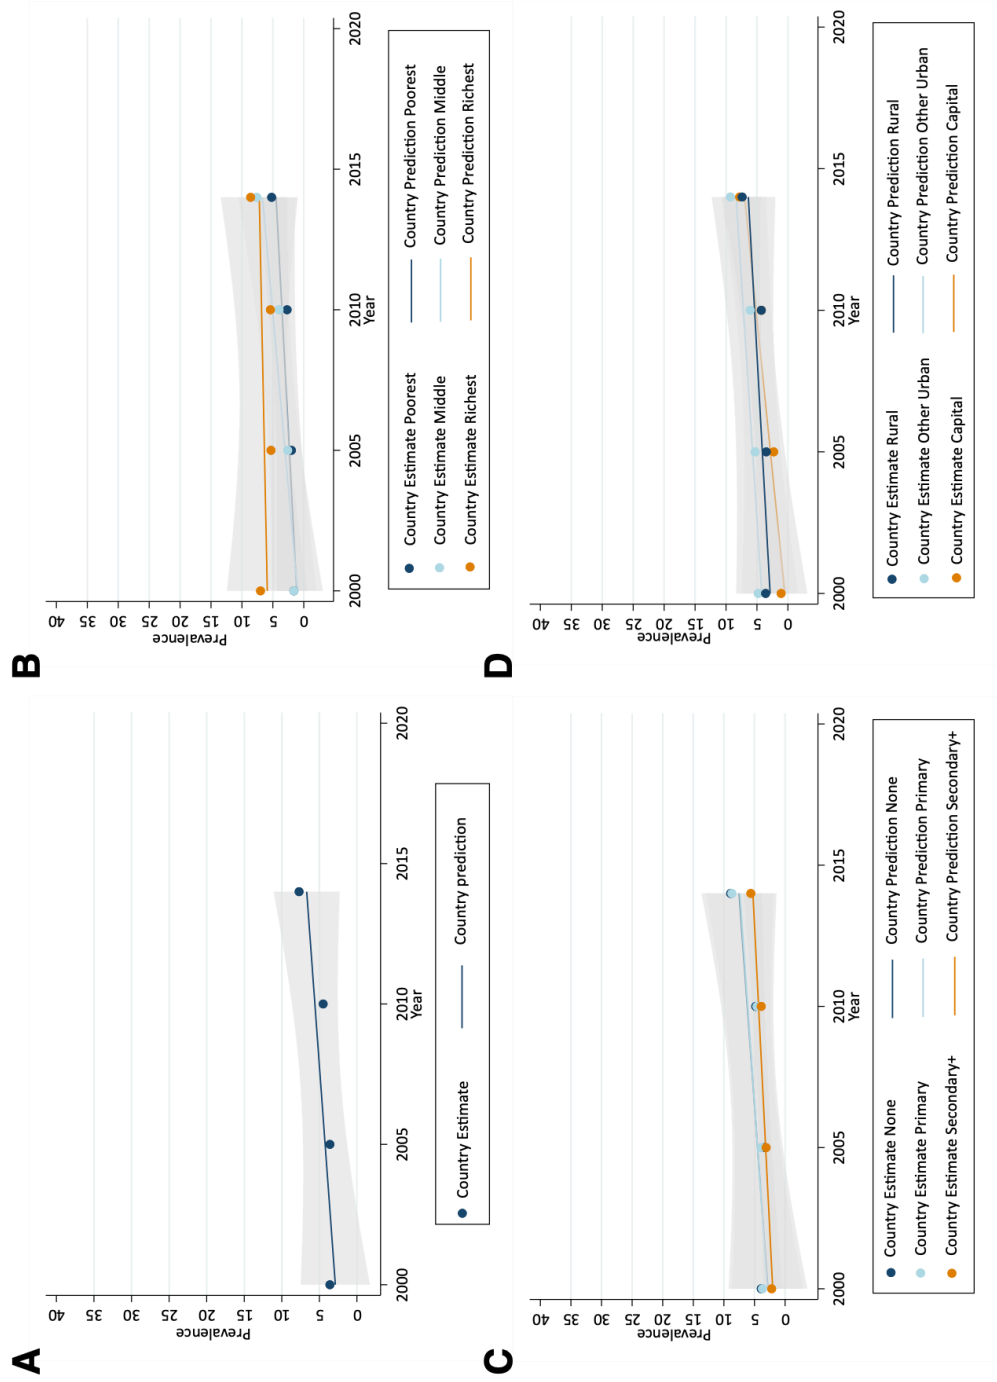 A
Prevalence
40
35
30
25
20
15
10
5
0
2000
2005
2010
2015
2020
Year
Country Estimate
Country prediction
B
Prevalence
40
35
30
25
20
15
10
5
0
2000
2005
2010
2015
2020
Year
Country Estimate Poorest
Country Prediction Poorest
Country Estimate Middle
Country Prediction Middle
Country Estimate Richest
Country Prediction Richest
C
Prevalence
40
35
30
25
20
15
10
5
0
2000
2005
2010
2015
2020
Year
Country Estimate None
Country Prediction None
Country Estimate Primary
Country Prediction Primary
Country Estimate Secondary+
Country Prediction Secondary+
D
Prevalence
40
35
30
25
20
15
10
5
0
2000
2005
2010
2015
2020
Year
Country Estimate Rural
Country Prediction Rural
Country Estimate Other Urban
Country Prediction Other Urban
Country Estimate Capital
Country Prediction Capital